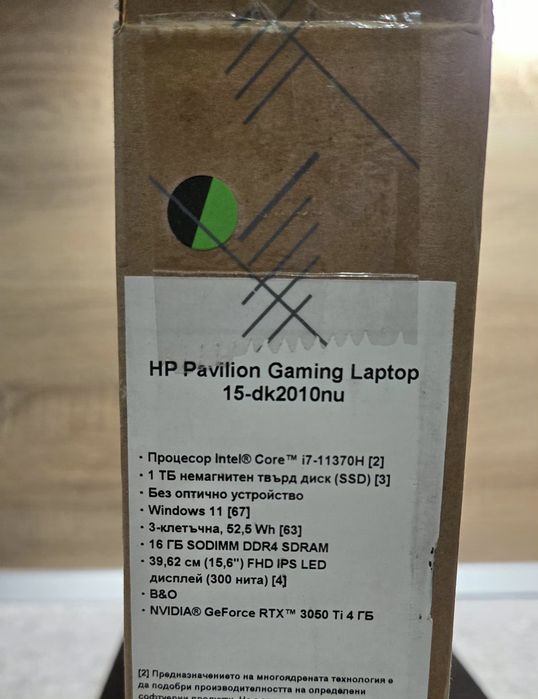 HP Pavilion Gaming Laptop
15-dk2010nu
· Процесор Intel® Core™ i7-11370H [2]
· 1 ТБ немагнитен твърд диск (SSD) [3]
· Без оптично устройство
· Windows 11 [67]
· 3-клетъчна, 52,5 Wh [63]
· 16 ГБ SODIMM DDR4 SDRAM
· 39,62 см (15,6") FHD IPS LED
дисплей (300 нита) [4]
· B&O
· NVIDIA® GeForce RTX™ 3050 Ti 4 ГБ
[2] Предназначението на многоядрената технология е
да подобри производителността на определени
софтуерни продукти. Не